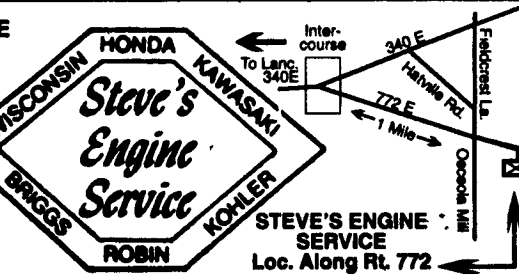 E
WISCONSIN
HONDA
KAWASAKI
Steve's
Engine
Service
BRIGGS
ROBIN
KOHLER
Inter-
course
To Lanc.
340E
340 E
Hatville Rd.
Fieldcrest La.
772 E
1 Mile
Osceola Mill
STEVE'S ENGINE
SERVICE
Loc. Along Rt. 772